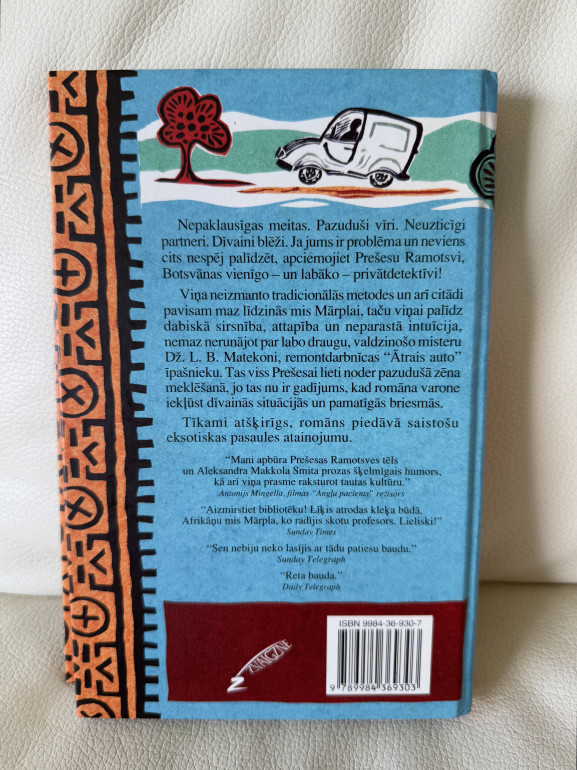 Nepaklausīgas meitas. Pazuduši vīri. Neuzticīgi
partneri. Dīvaini blēži. Ja jums ir problēma un neviens
cits nespēj palīdzēt, apciemojiet Prešesu Ramotsvi,
Botsvānas vienīgo – un labāko – privātdetektīvi!
Viņa neizmanto tradicionālās metodes un arī citādi
pavisam maz līdzinās mis Mārplai, taču viņai palīdz
dabiskā sirsnība, attapība un neparastā intuīcija,
nemaz nerunājot par labo draugu, valdzinošo misteru
Dž. L. B. Matekoni, remontdarbnīcas “Ātrais auto”
īpašnieku. Tas viss Prešesai lieti noder pazudušā zēna
meklēšanā, jo tas nu ir gadījums, kad romāna varone
iekļūst dīvainās situācijās un pamatīgās briesmās.
Tīkami atšķirīgs, romāns piedāvā saistošu
eksotiskas pasaules atainojumu.
“Mani apbūra Prešesas Ramotsves tēls
un Aleksandra Makkola Smita prozas šķelmīgais humors,
kā arī viņa prasme raksturot tautas kultūru.”
Antonijs Mingella, filmas “Angļu pacients” režisors
“Aizmirstiet bibliotēku! Līķis atrodas kleķa būdā.
Afrikāņu mis Mārpla, ko radījis skotu profesors. Lieliski!”
Sunday Times
“Sen nebiju neko lasījis ar tādu patiesu baudu.”
Sunday Telegraph
“Reta bauda.”
Daily Telegraph
ISBN 9984-36-930-7
ZVAIGZNE
9 789984 369303